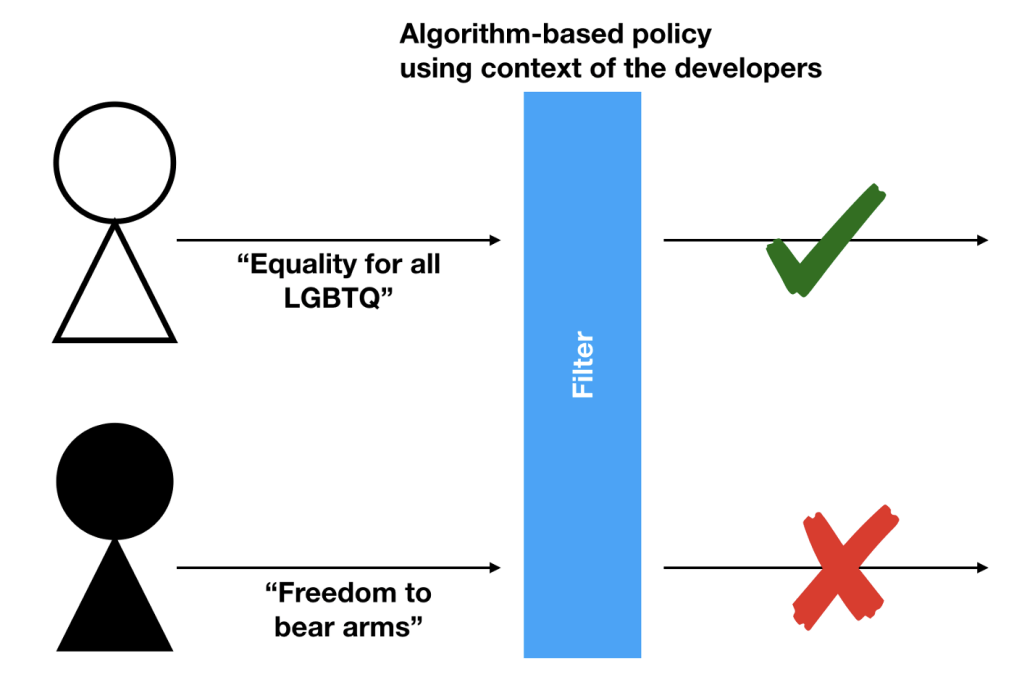 Algorithm-based policy
using context of the developers
“Equality for all
LGBTQ”
Filter
“Freedom to
bear arms”